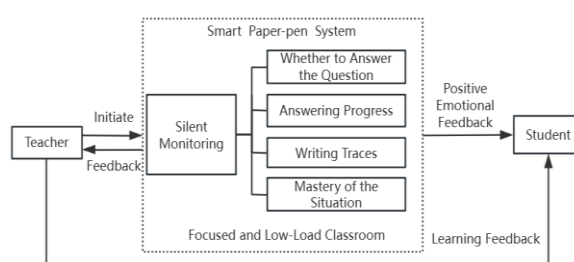 Smart Paper-pen System
Whether to Answer
the Question
Answering Progress
Writing Traces
Mastery of the
Situation
Silent
Monitoring
Initiate
Feedback
Teacher
Positive
Emotional
Feedback
Student
Focused and Low-Load Classroom
Learning Feedback